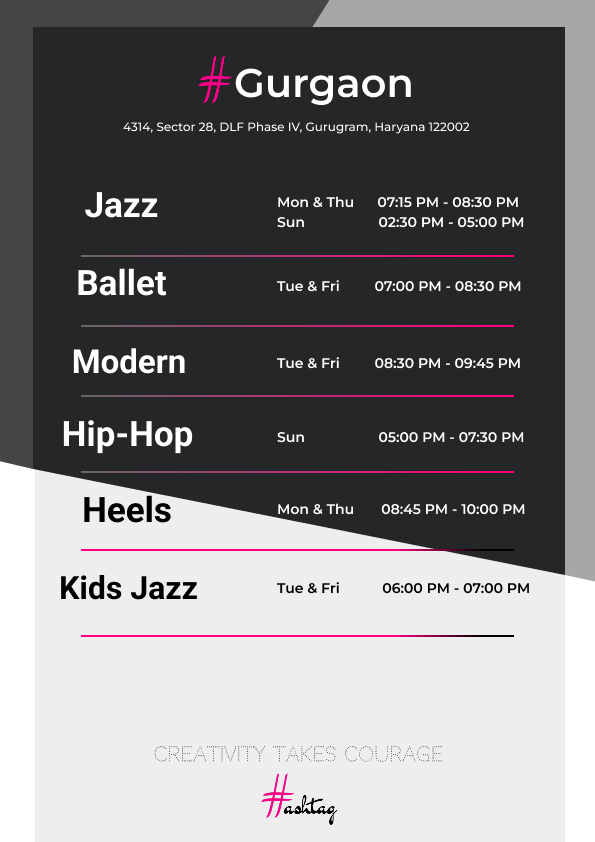 #Gurgaon
4314, Sector 28, DLF Phase IV, Gurugram, Haryana 122002
Jazz
Mon & Thu 07:15 PM - 08:30 PM
Sun 02:30 PM - 05:00 PM
Ballet Tue & Fri 07:00 PM - 08:30 PM
Modern Tue & Fri 08:30 PM - 09:45 PM
Hip-Hop Sun 05:00 PM - 07:30 PM
Heels Mon & Thu 08:45 PM - 10:00 PM
Kids Jazz Tue & Fri 06:00 PM - 07:00 PM
CREATIVITY TAKES COURAGE
#ashtag